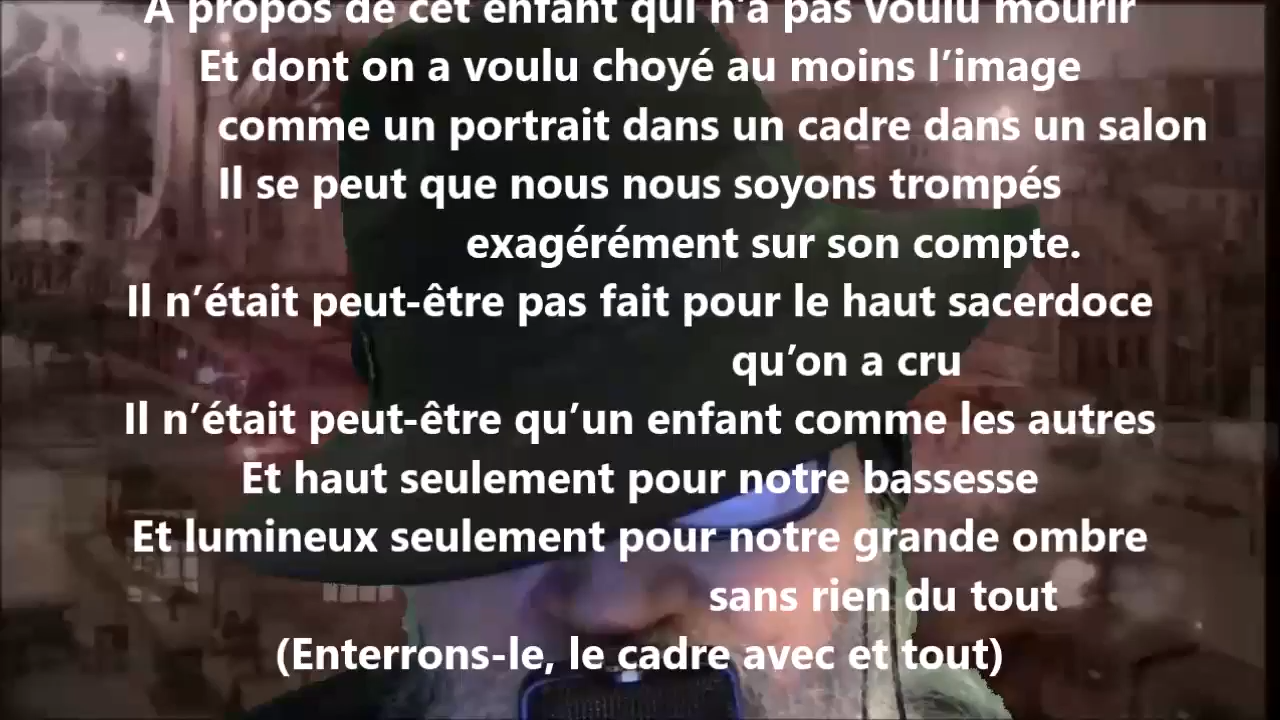 À propos de cet enfant qui n’a pas voulu mourir
Et dont on a voulu choyé au moins l’image
comme un portrait dans un cadre dans un salon
Il se peut que nous nous soyons trompés
exagérément sur son compte.
Il n’était peut-être pas fait pour le haut sacerdoce
qu’on a cru
Il n’était peut-être qu’un enfant comme les autres
Et haut seulement pour notre bassesse
Et lumineux seulement pour notre grande ombre
sans rien du tout
(Enterrons-le, le cadre avec et tout)